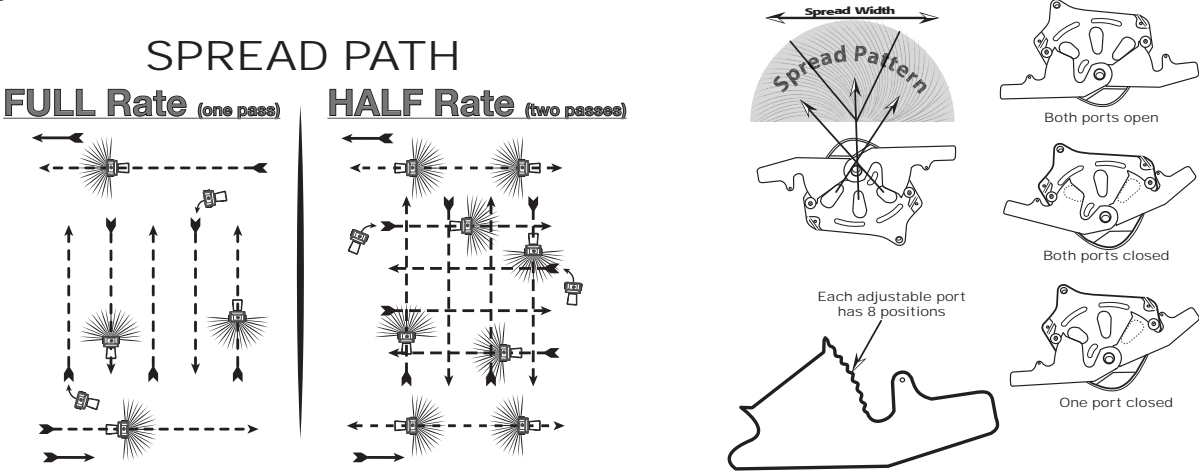 SPREAD PATH
FULL Rate (one pass)
HALF Rate (two passes)
Spread Width
Spread Pattern
Both ports open
Both ports closed
Each adjustable port
has 8 positions
One port closed